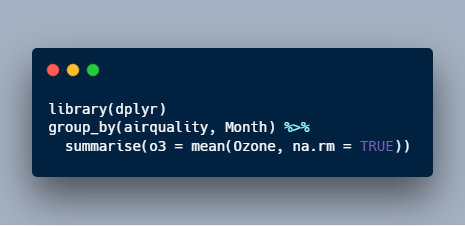 library(dplyr)
group_by(airquality, Month) %>%
  summarise(o3 = mean(Ozone, na.rm = TRUE))